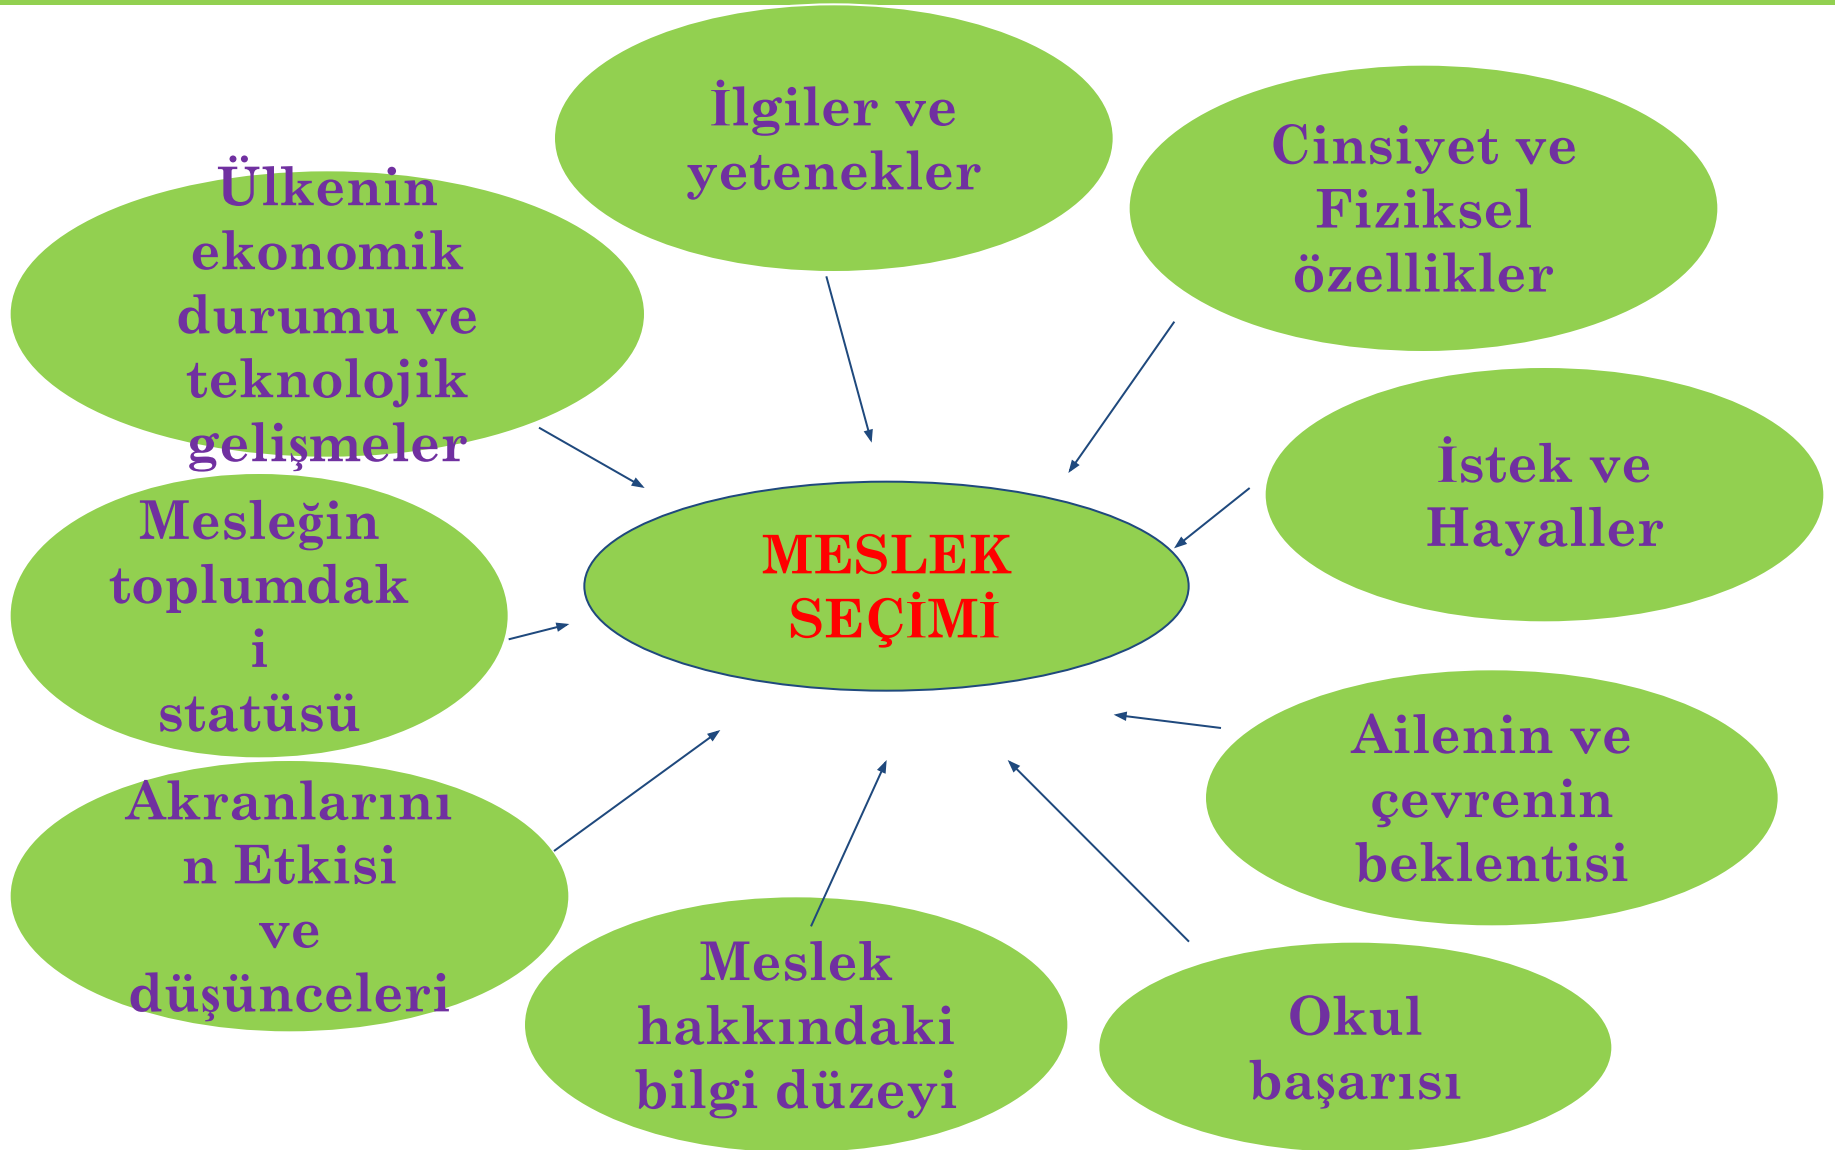 İlgiler ve
yetenekler
Cinsiyet ve
Fiziksel
özellikler
Ülkenin
ekonomik
durumu ve
teknolojik
gelişmeler
İstek ve
Hayaller
Mesleğin
toplumdak
i
statüsü
MESLEK
SEÇİMİ
Ailenin ve
çevrenin
beklentisi
Akranlarını
n Etkisi
ve
düşünceleri
Meslek
hakkındaki
bilgi düzeyi
Okul
başarısı